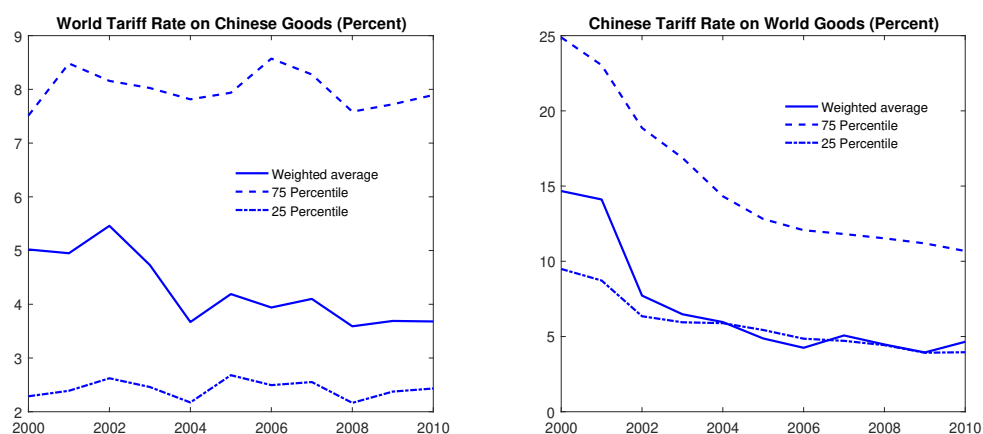 World Tariff Rate on Chinese Goods (Percent)
9
8
7
6
5
4
3
2
2000 2002 2004 2006 2008 2010
Weighted average
75 Percentile
25 Percentile
Chinese Tariff Rate on World Goods (Percent)
25
20
15
10
5
0
2000 2002 2004 2006 2008 2010
Weighted average
75 Percentile
25 Percentile